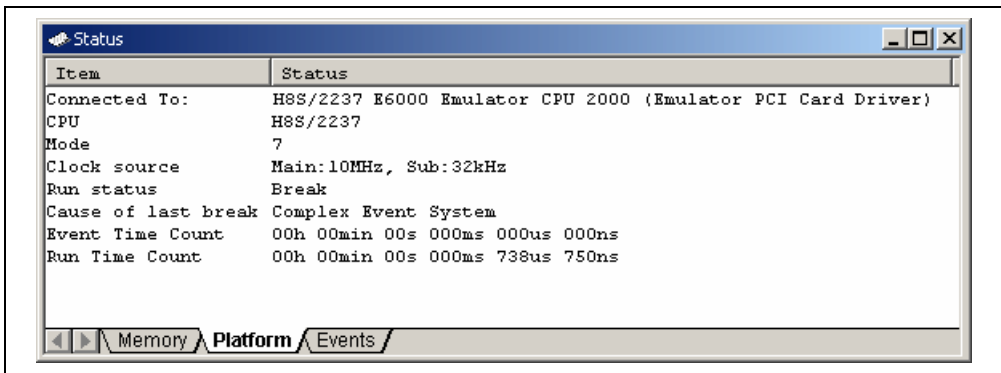 Status
Item Status
Connected To: H8S/2237 E6000 Emulator CPU 2000 (Emulator PCI Card Driver)
CPU H8S/2237
Mode 7
Clock source Main:10MHz, Sub:32kHz
Run status Break
Cause of last break Complex Event System
Event Time Count 00h 00min 00s 000ms 000us 000ns
Run Time Count 00h 00min 00s 000ms 738us 750ns
Memory Platform Events